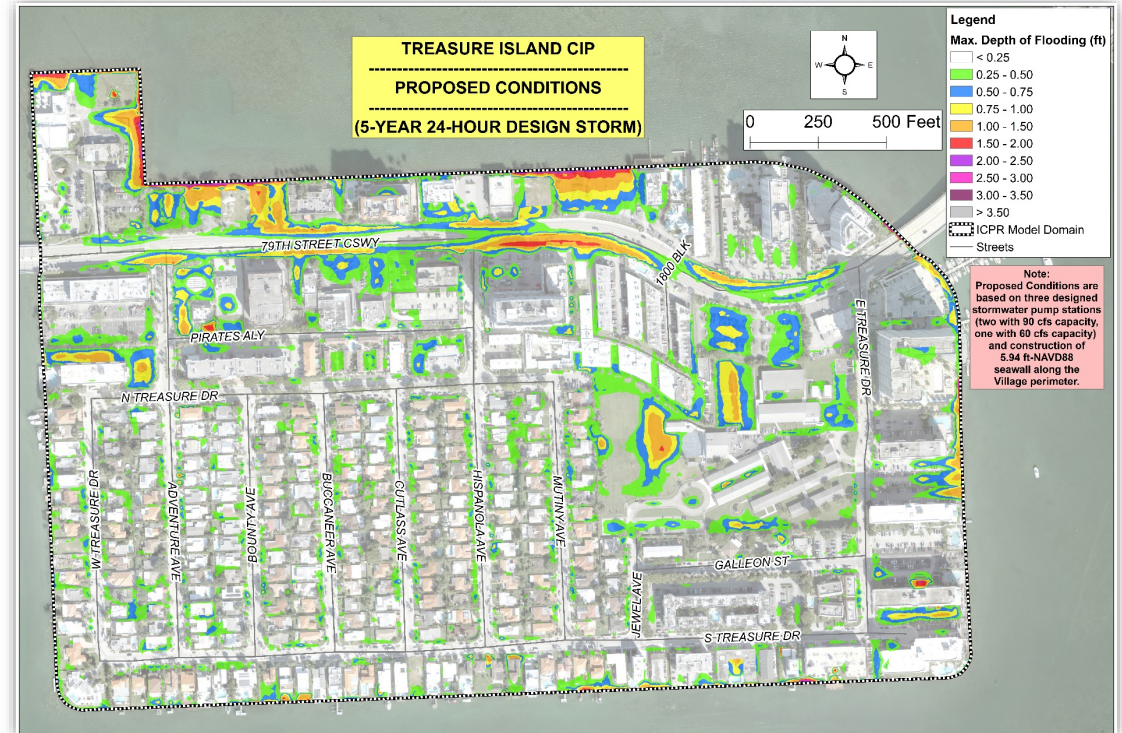 TREASURE ISLAND CIP
PROPOSED CONDITIONS
(5-YEAR 24-HOUR DESIGN STORM)
N
W E
S
0 250 500 Feet
Legend
Max. Depth of Flooding (ft)
< 0.25
0.25 - 0.50
0.50 - 0.75
0.75 - 1.00
1.00 - 1.50
1.50 - 2.00
2.00 - 2.50
2.50 - 3.00
3.00 - 3.50
> 3.50
ICPR Model Domain
Streets
Note:
Proposed Conditions are
based on three designed
stormwater pump stations
(two with 90 cfs capacity,
one with 60 cfs capacity)
and construction of
5.94 ft-NAVD88
seawall along the
Village perimeter.
79TH STREET CSWY
1800 BLK
PIRATES ALY
E TREASURE DR
N TREASURE DR
W TREASURE DR
ADVENTURE AVE
BOUNTY AVE
BUCCANEER AVE
CUTLASS AVE
HISPANOLA AVE
MUTINY AVE
JEWEL AVE
GALLEON ST
S TREASURE DR